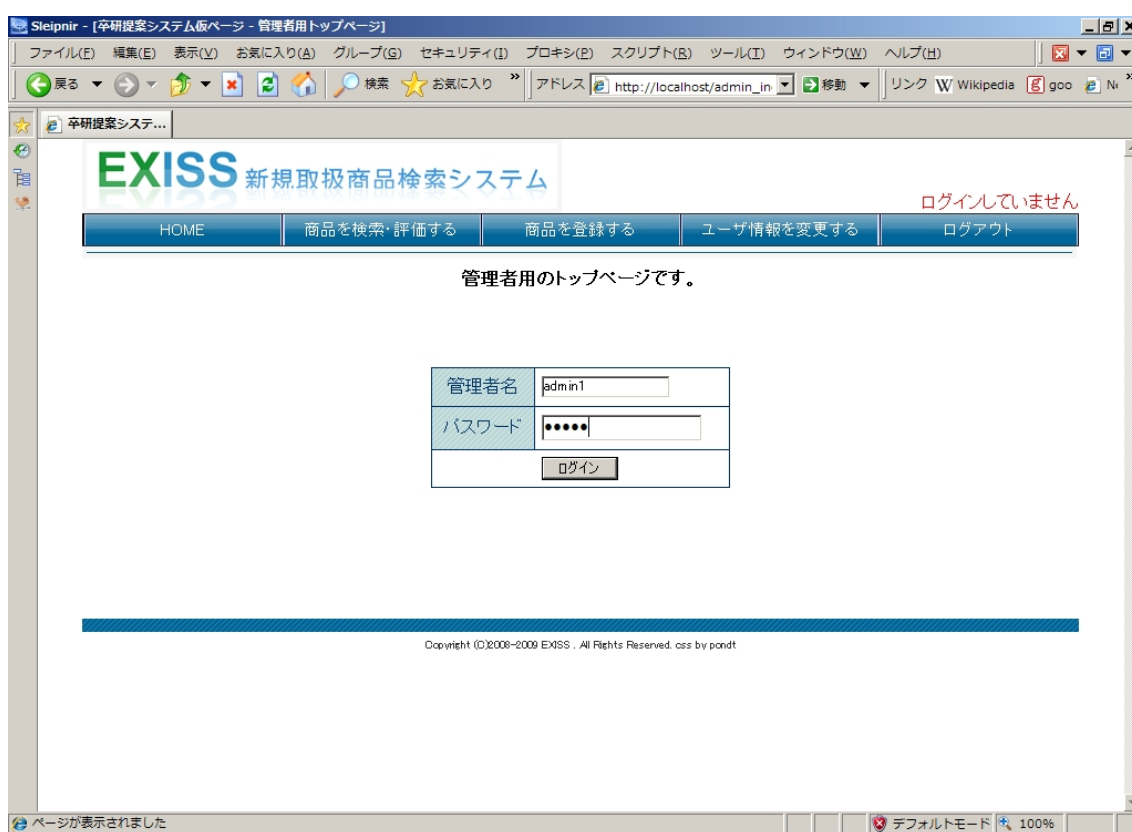 Sleipnir - [卒研提案システム仮ページ - 管理者用トップページ]
ファイル(F) 編集(E) 表示(V) お気に入り(A) グループ(G) セキュリティ(I) プロキシ(P) スクリプト(R) ツール(T) ウィンドウ(W) ヘルプ(H)
戻る 検索 お気に入り » アドレス http://localhost/admin_in 移動 リンク Wikipedia goo »
卒研提案システ...
EXISS 新規取扱商品検索システム
ログインしていません
HOME 商品を検索・評価する 商品を登録する ユーザ情報を変更する ログアウト
管理者用のトップページです。
管理者名 admin1
パスワード •••••
ログイン
Copyright (C)2008-2009 EXISS . All Rights Reserved. css by pondt
ページが表示されました デフォルトモード 100%